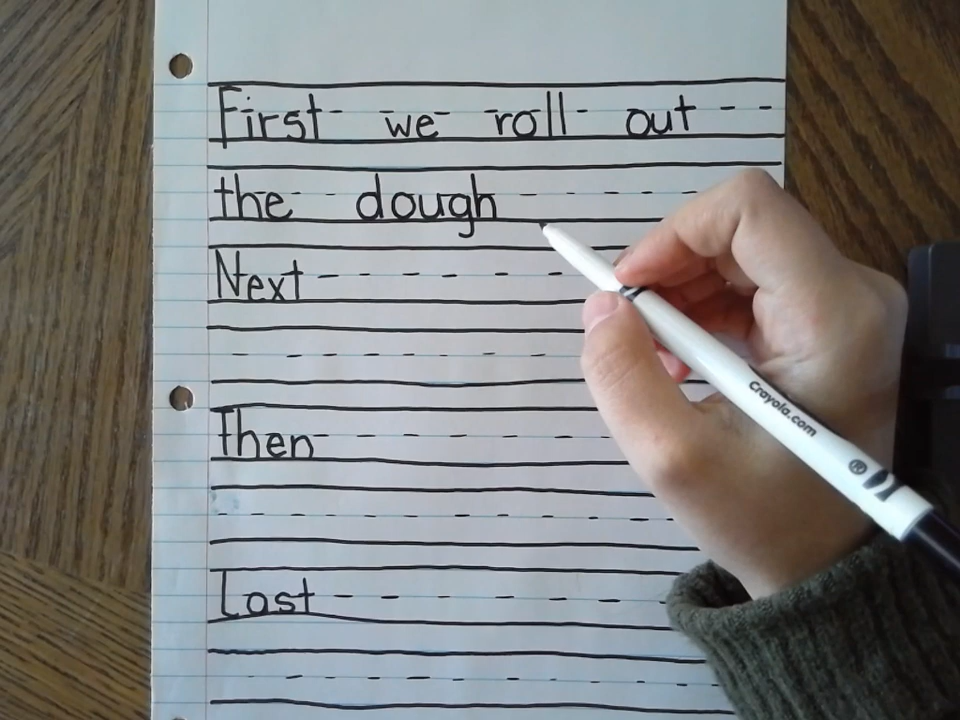 First we roll out
the dough
Next
Then
Last
Crayola.com
®